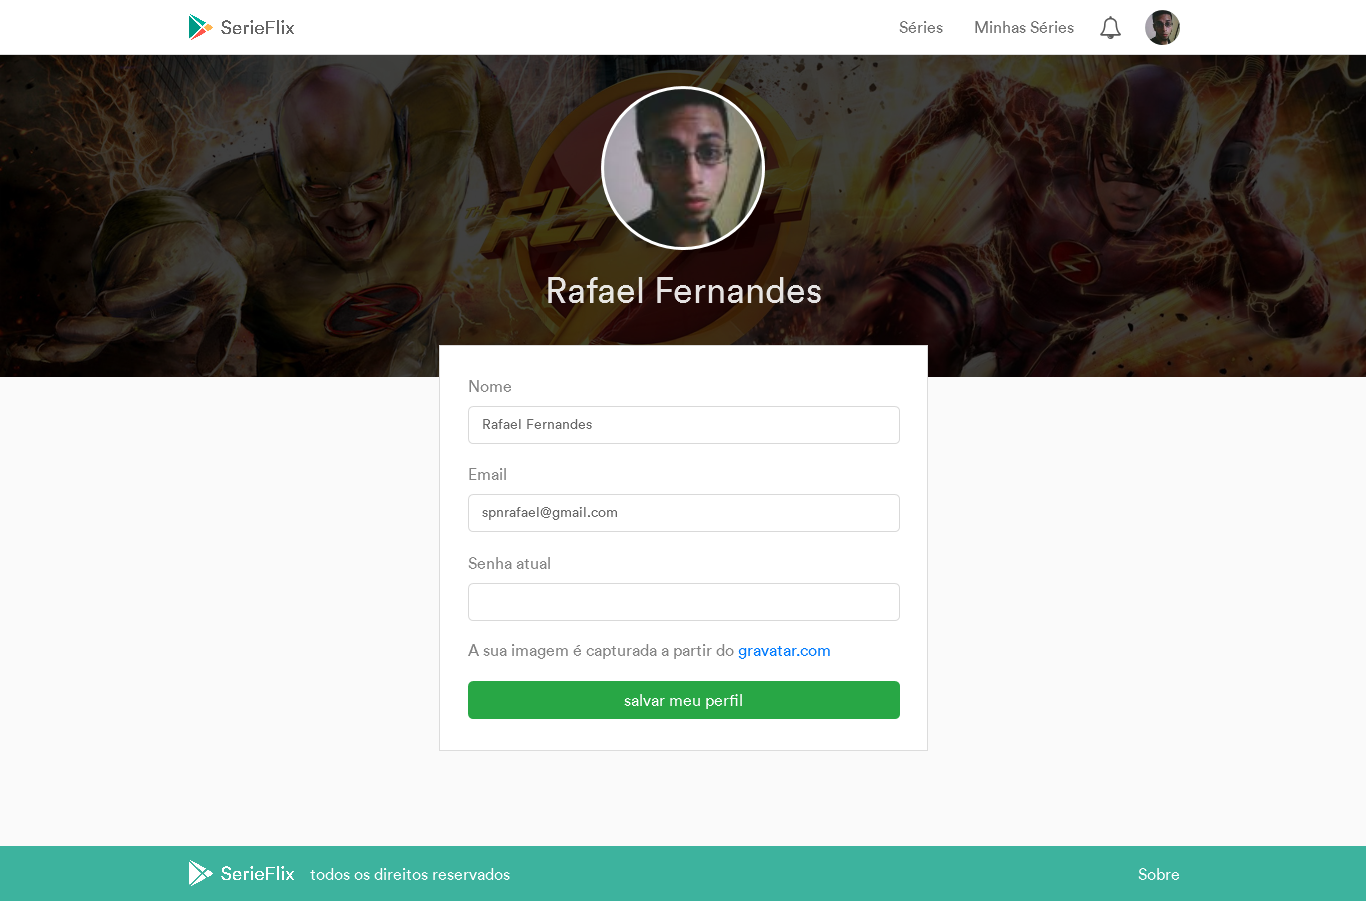 SerieFlix
Séries
Minhas Séries
THE
FLASH
Rafael Fernandes
Nome
Rafael Fernandes
Email
spnrafael@gmail.com
Senha atual
A sua imagem é capturada a partir do gravatar.com
salvar meu perfil
SerieFlix
todos os direitos reservados
Sobre